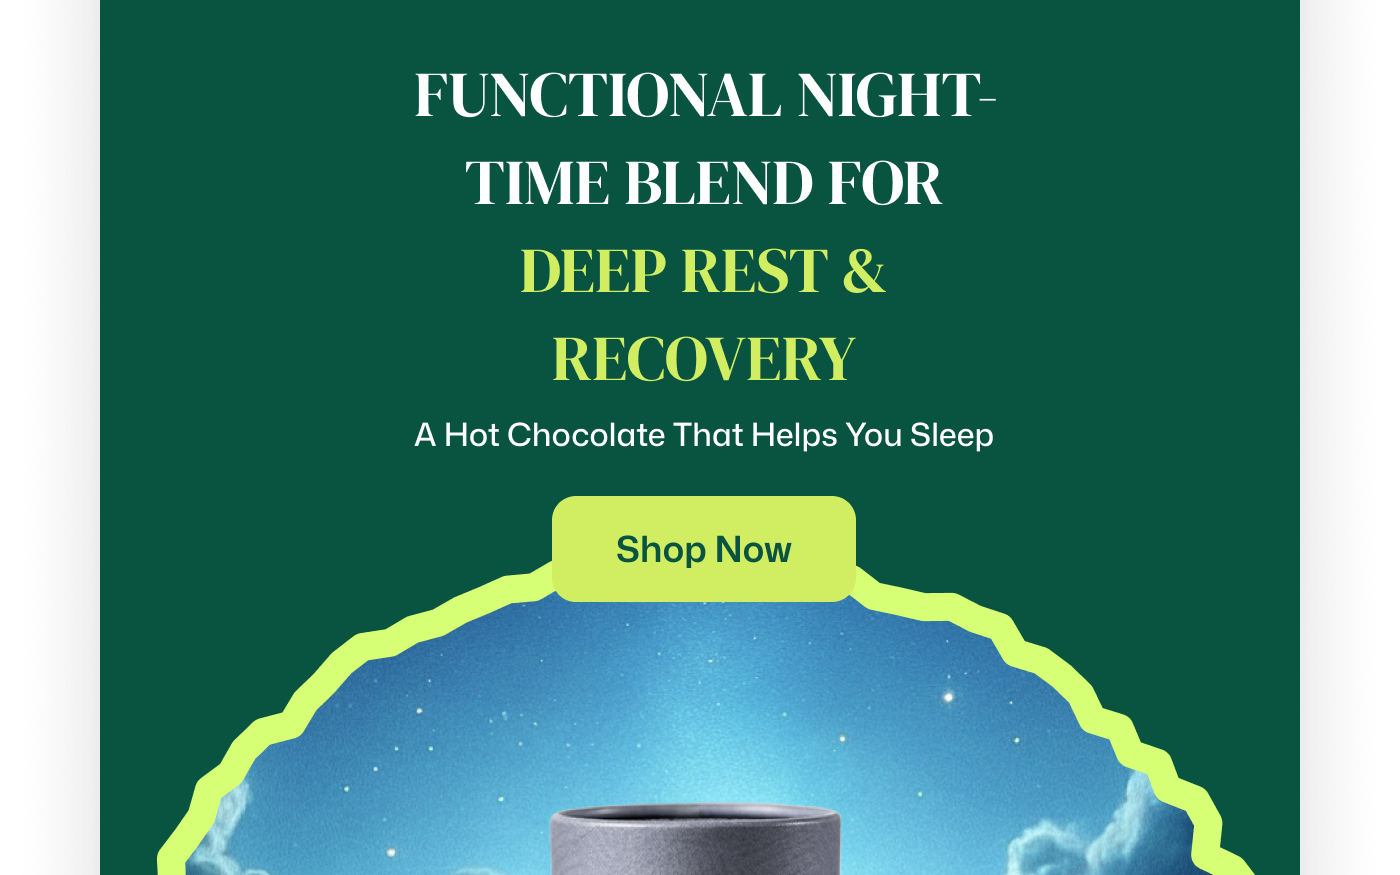 FUNCTIONAL NIGHT-
TIME BLEND FOR
DEEP REST &
RECOVERY
A Hot Chocolate That Helps You Sleep
Shop Now